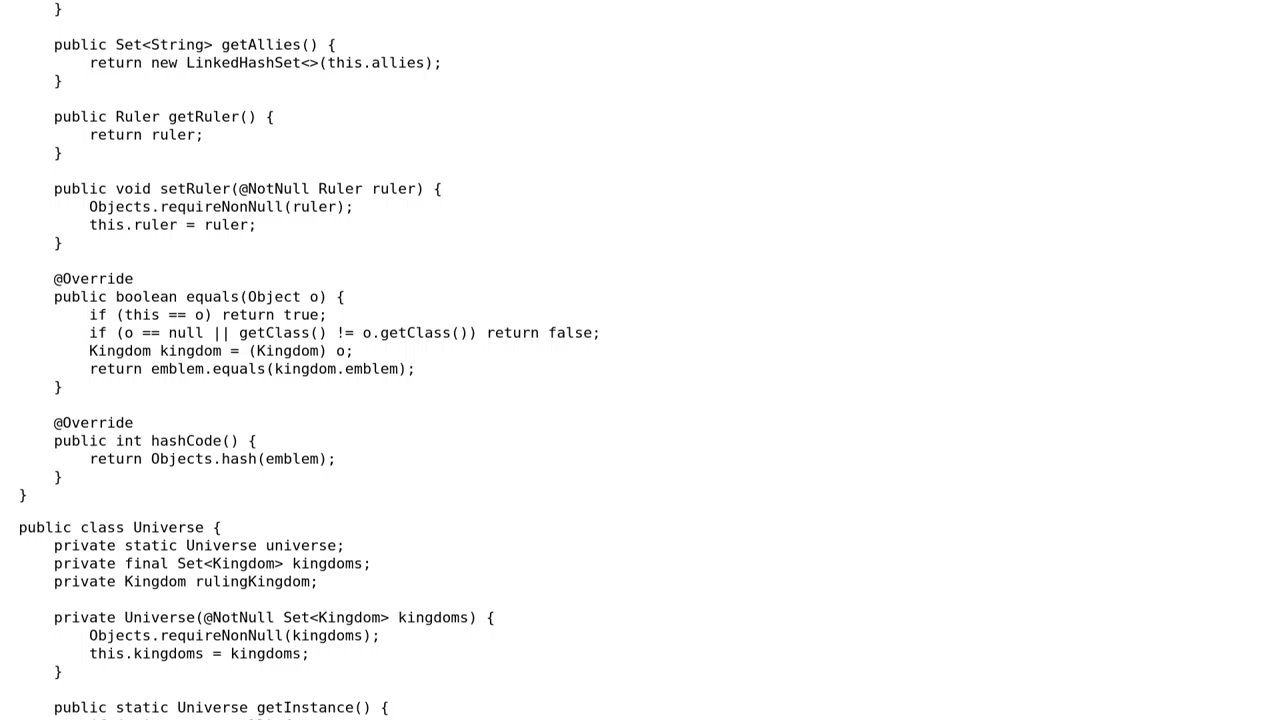 }

    public Set<String> getAllies() {
        return new LinkedHashSet<>(this.allies);
    }

    public Ruler getRuler() {
        return ruler;
    }

    public void setRuler(@NotNull Ruler ruler) {
        Objects.requireNonNull(ruler);
        this.ruler = ruler;
    }

    @Override
    public boolean equals(Object o) {
        if (this == o) return true;
        if (o == null || getClass() != o.getClass()) return false;
        Kingdom kingdom = (Kingdom) o;
        return emblem.equals(kingdom.emblem);
    }

    @Override
    public int hashCode() {
        return Objects.hash(emblem);
    }
}
public class Universe {
    private static Universe universe;
    private final Set<Kingdom> kingdoms;
    private Kingdom rulingKingdom;

    private Universe(@NotNull Set<Kingdom> kingdoms) {
        Objects.requireNonNull(kingdoms);
        this.kingdoms = kingdoms;
    }

    public static Universe getInstance() {